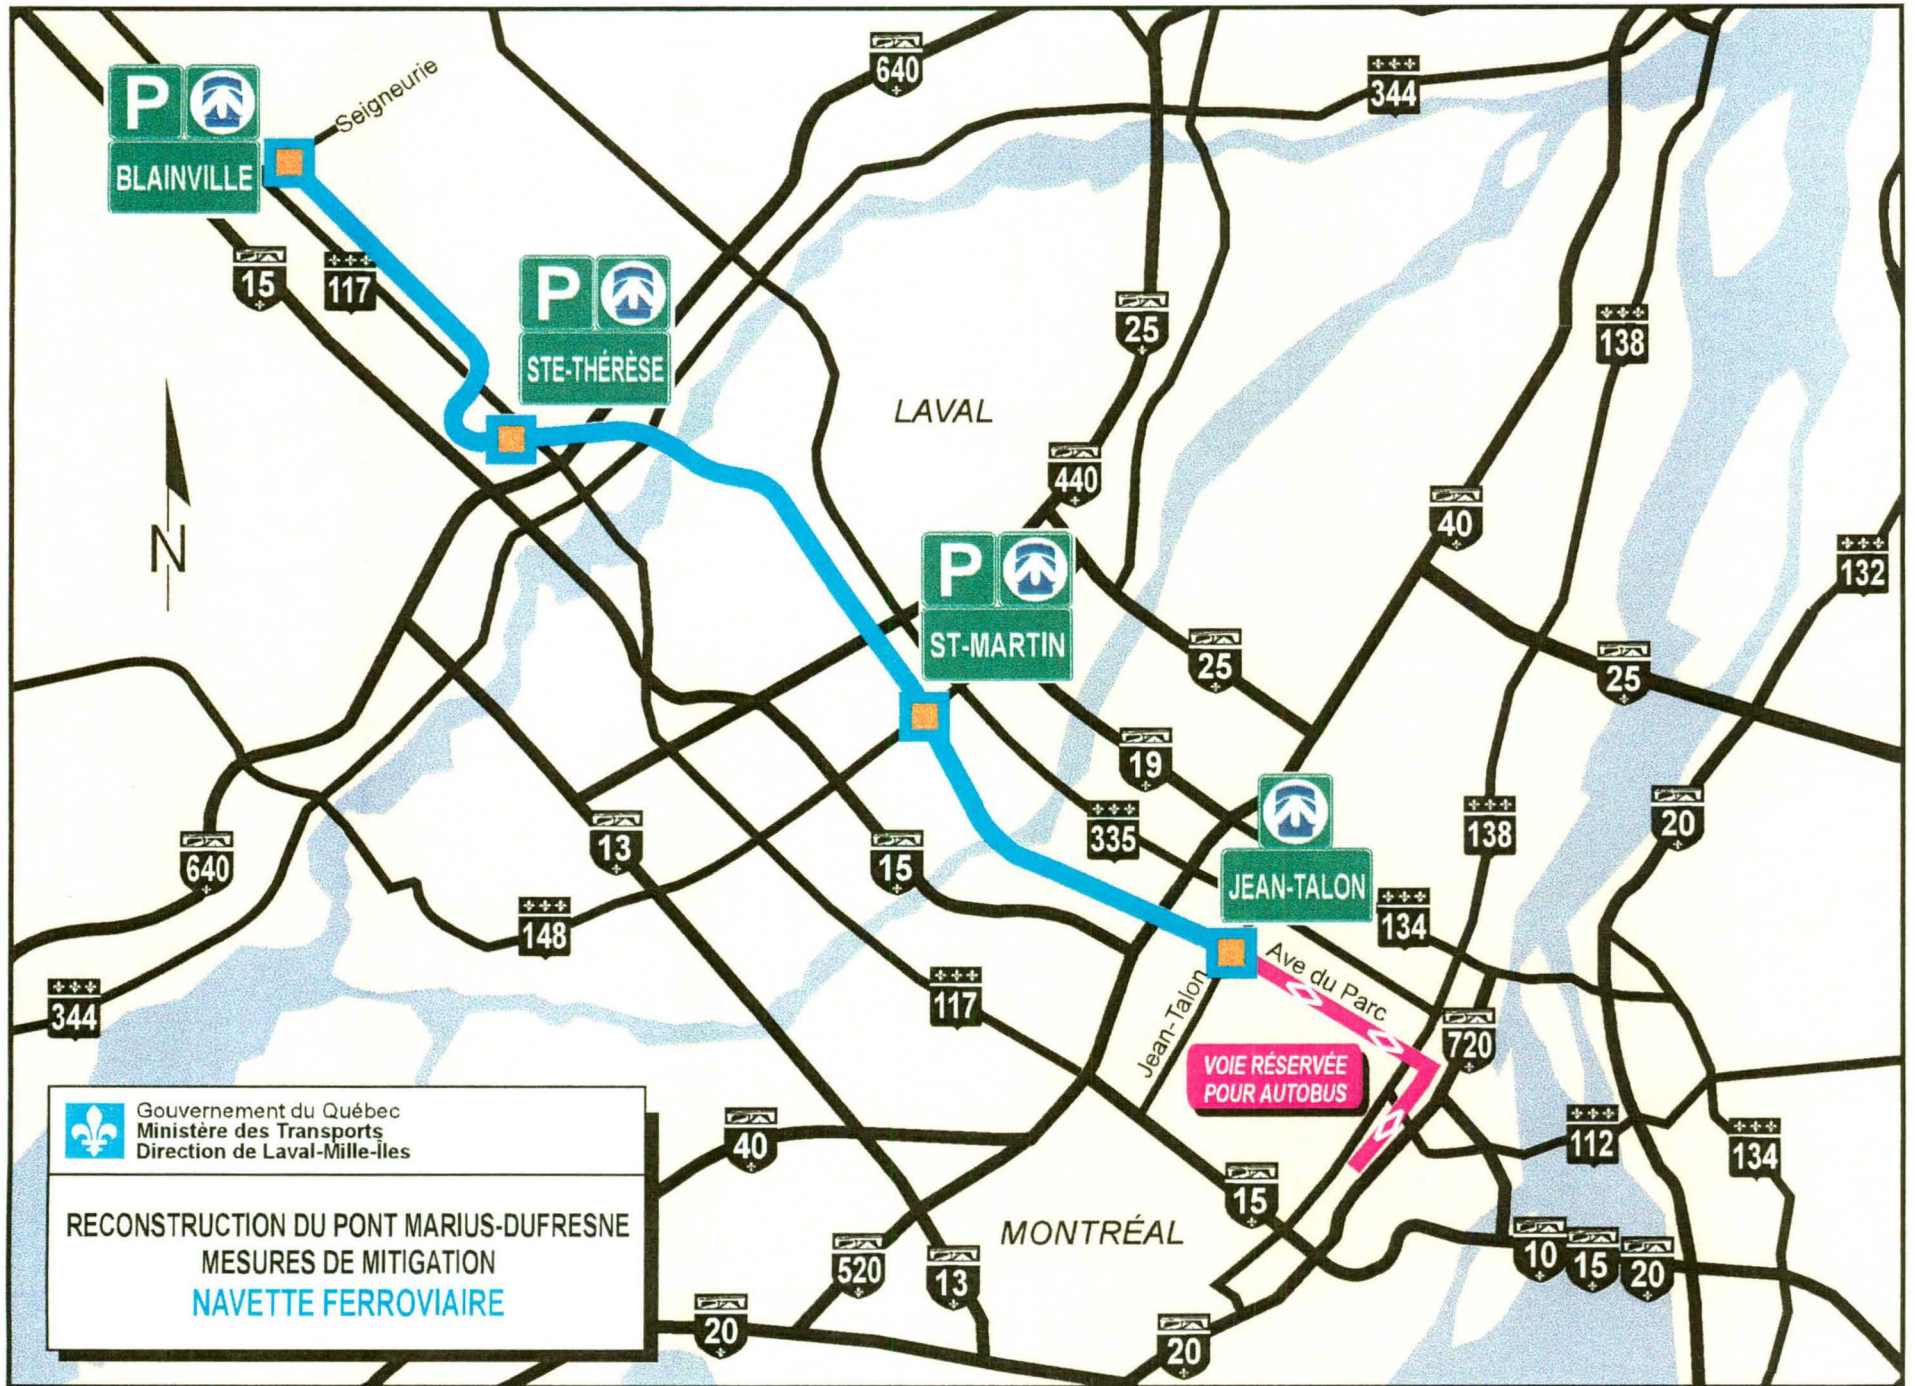 640
344
P
BLAINVILLE
Seigneurie
15
117
P
STE-THÉRÈSE
25
138
LAVAL
440
40
N
P
ST-MARTIN
132
25
25
19
335
138
20
640
13
15
148
JEAN-TALON
134
344
117
Jean-Talon
Ave du Parc
720
VOIE RÉSERVÉE
POUR AUTOBUS
40
112
134
15
MONTRÉAL
520
13
10
15
20
20
20
Gouvernement du Québec
Ministère des Transports
Direction de Laval-Mille-Îles
RECONSTRUCTION DU PONT MARIUS-DUFRESNE
MESURES DE MITIGATION
NAVETTE FERROVIAIRE